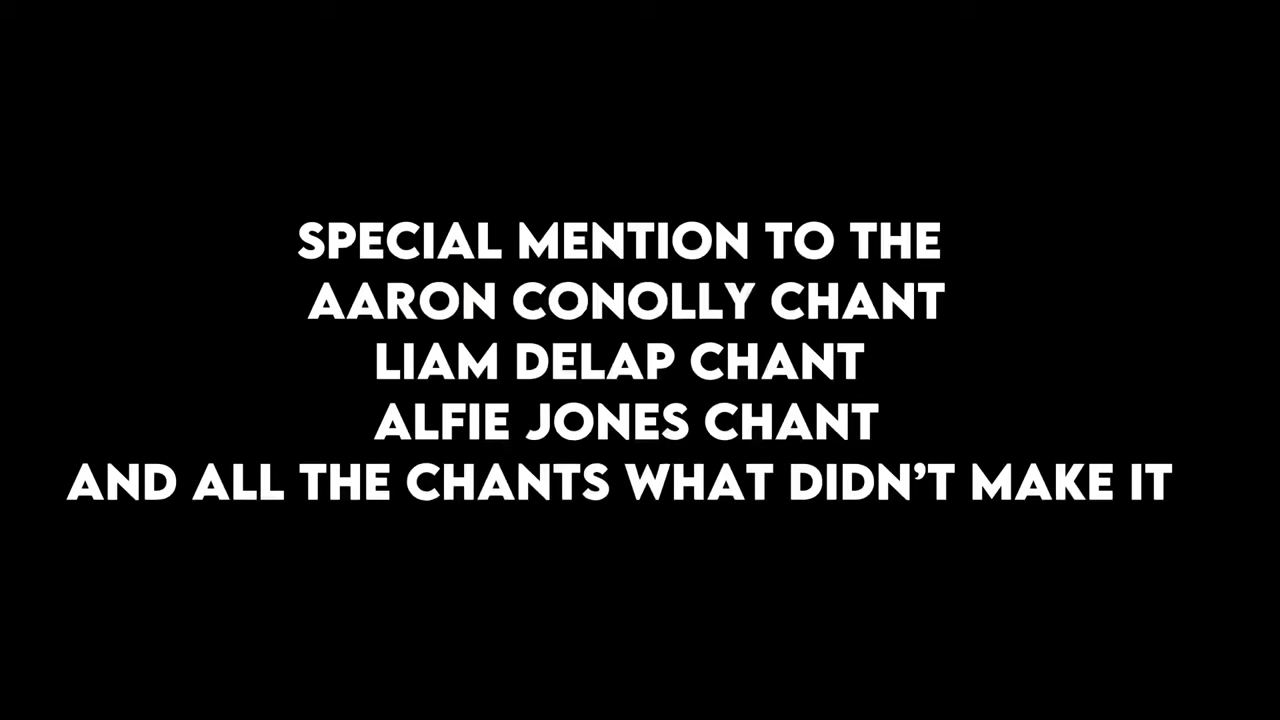 SPECIAL MENTION TO THE
AARON CONOLLY CHANT
LIAM DELAP CHANT
ALFIE JONES CHANT
AND ALL THE CHANTS WHAT DIDN'T MAKE IT